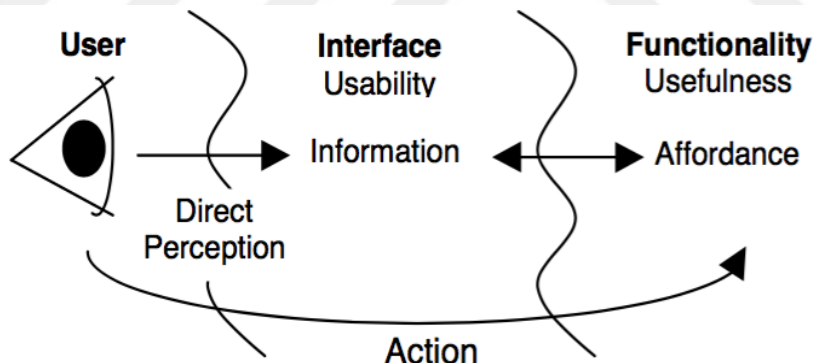 User
Interface
Usability
Functionality
Usefulness
Information
Affordance
Direct
Perception
Action